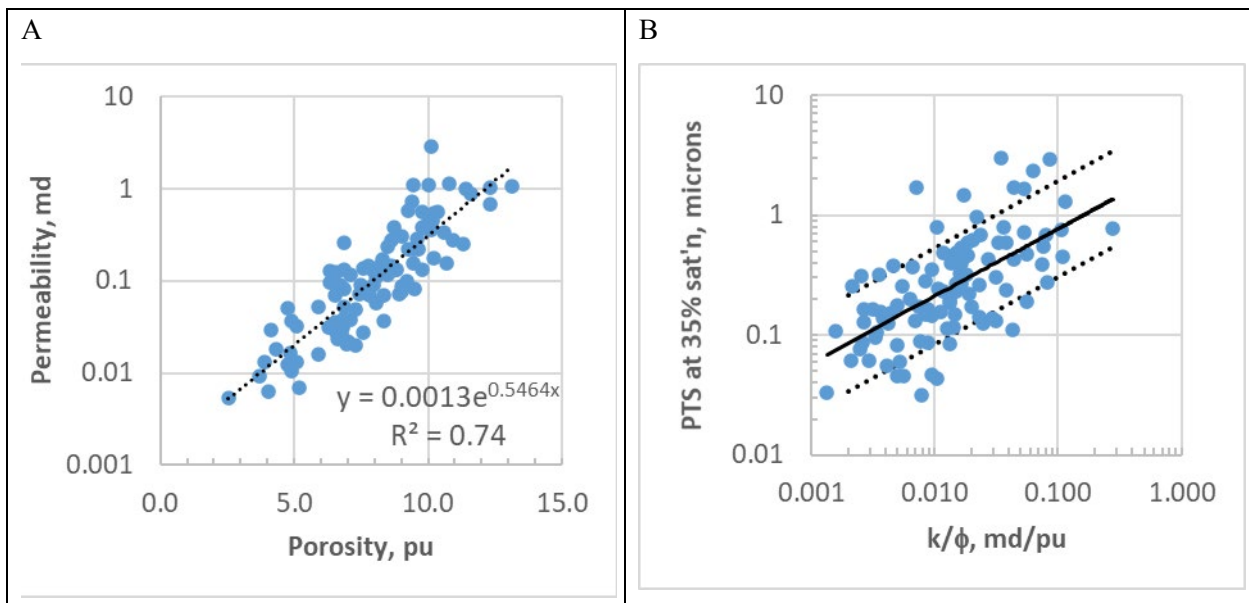 A
10
1
0.1
0.01
0.001
Permeability, md
y = 0.0013e^0.5464x
R² = 0.74
0.0 5.0 10.0 15.0
Porosity, pu
B
10
1
0.1
0.01
PTS at 35% sat'n, microns
0.001 0.010 0.100 1.000
k/ϕ, md/pu